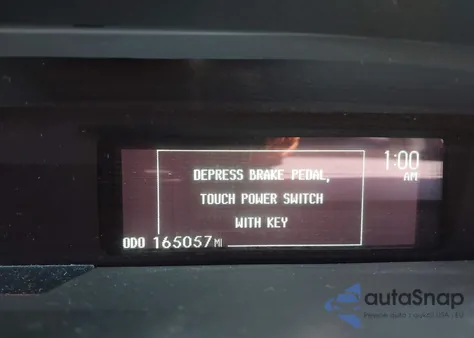 1:00
AM
DEPRESS BRAKE PEDAL,
TOUCH POWER SWITCH
WITH KEY
ODO 165057 MI
autoSnap